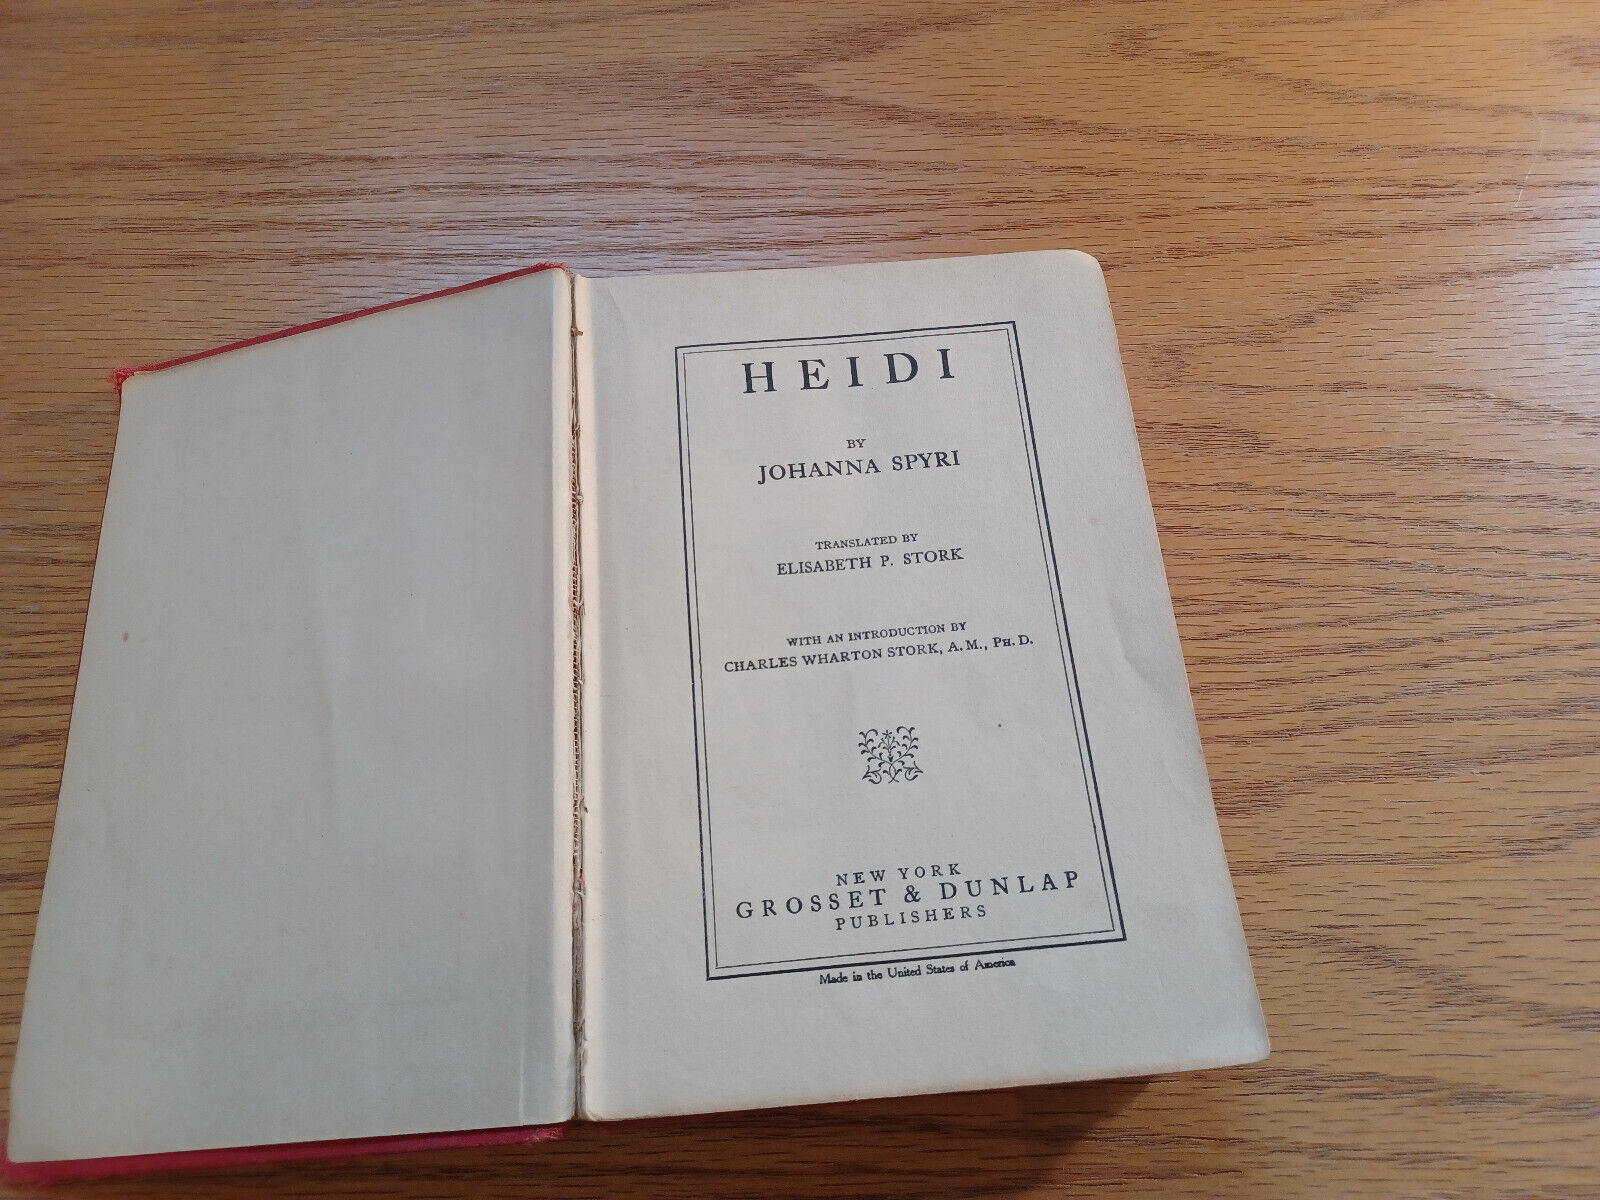 HEIDI
BY
JOHANNA SPYRI
TRANSLATED BY
ELISABETH P. STORK
WITH AN INTRODUCTION BY
CHARLES WHARTON STORK, A.M., PH.D.
NEW YORK
GROSSET & DUNLAP
PUBLISHERS
Made in the United States of America